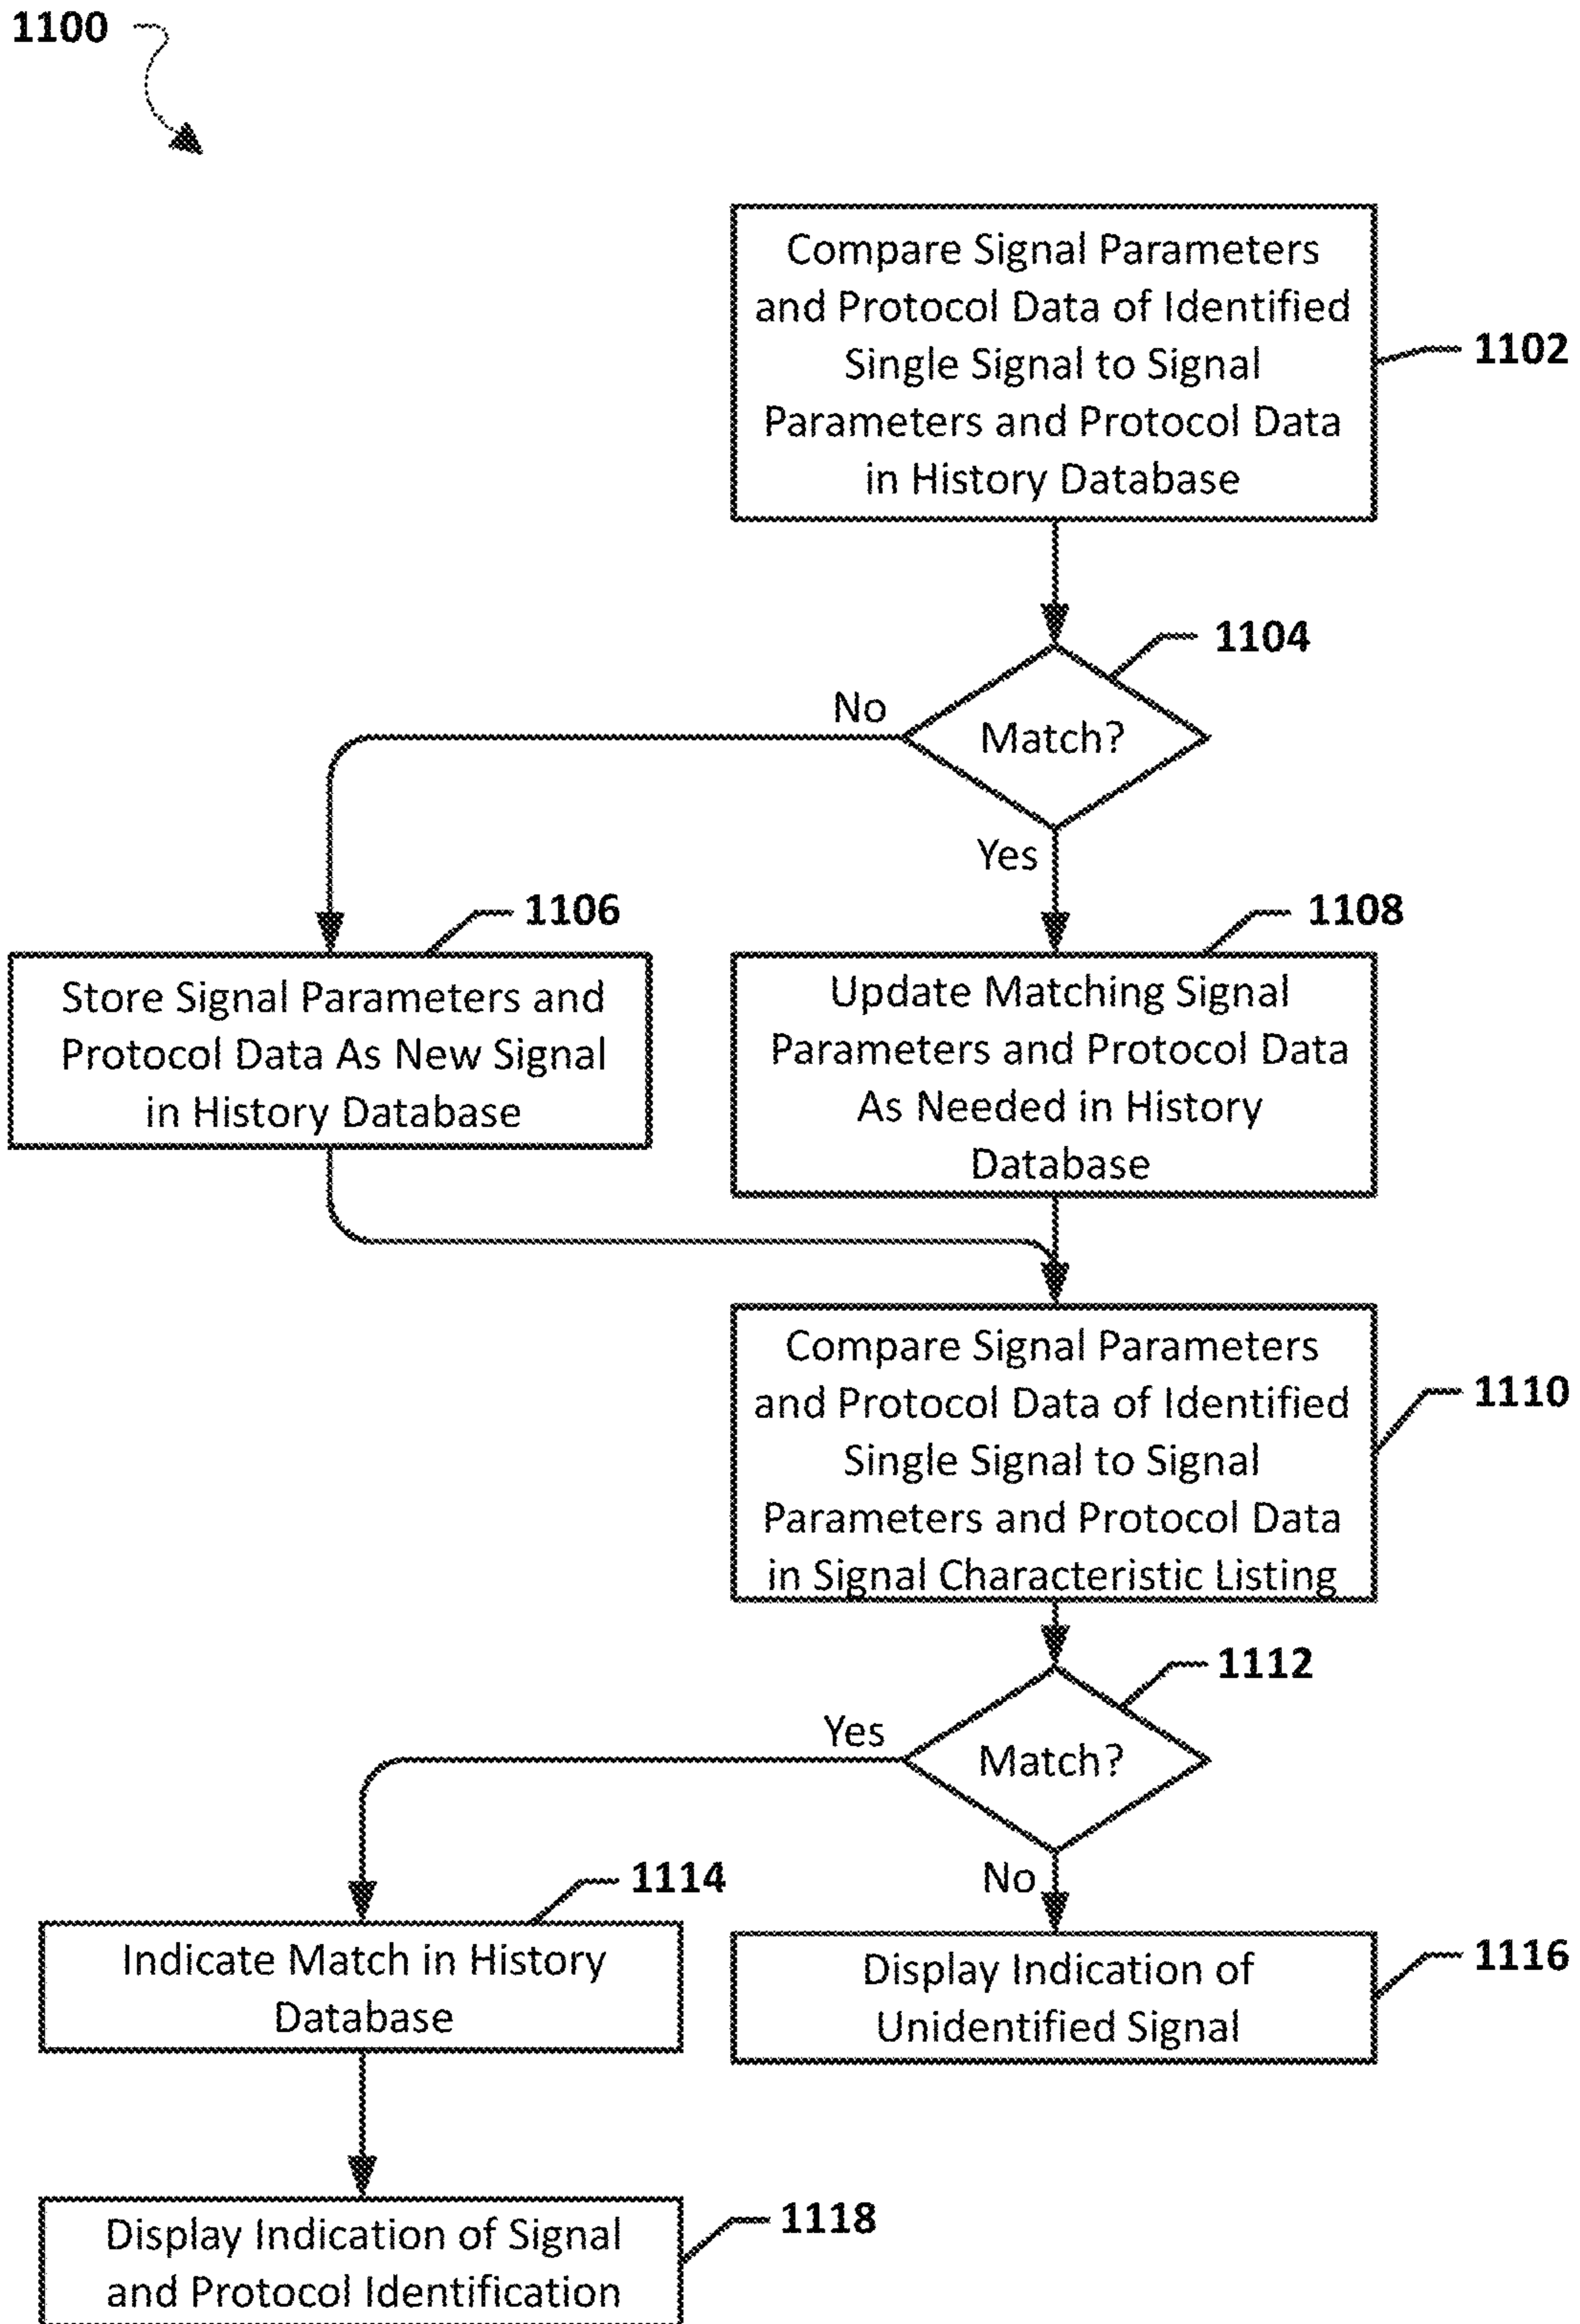 1100
Compare Signal Parameters
and Protocol Data of Identified
Single Signal to Signal
Parameters and Protocol Data
in History Database
1102
1104
Match?
No
Yes
1106
Store Signal Parameters and
Protocol Data As New Signal
in History Database
1108
Update Matching Signal
Parameters and Protocol Data
As Needed in History
Database
Compare Signal Parameters
and Protocol Data of Identified
Single Signal to Signal
Parameters and Protocol Data
in Signal Characteristic Listing
1110
1112
Match?
Yes
No
1114
Indicate Match in History
Database
Display Indication of
Unidentified Signal
1116
Display Indication of Signal
and Protocol Identification
1118